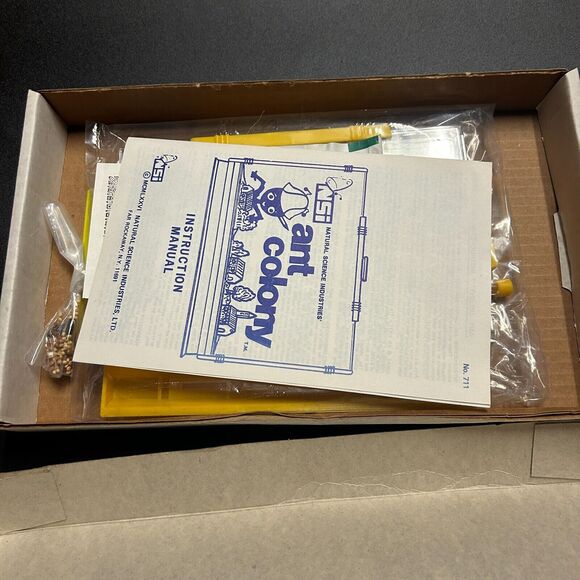 NSI
NATURAL SCIENCE INDUSTRIES
ant
colony
T.M.
INSTRUCTION
MANUAL
NSI
© MCMLXXVI, NATURAL SCIENCE INDUSTRIES, LTD.
FAR ROCKAWAY, N.Y. 11691
No. 711